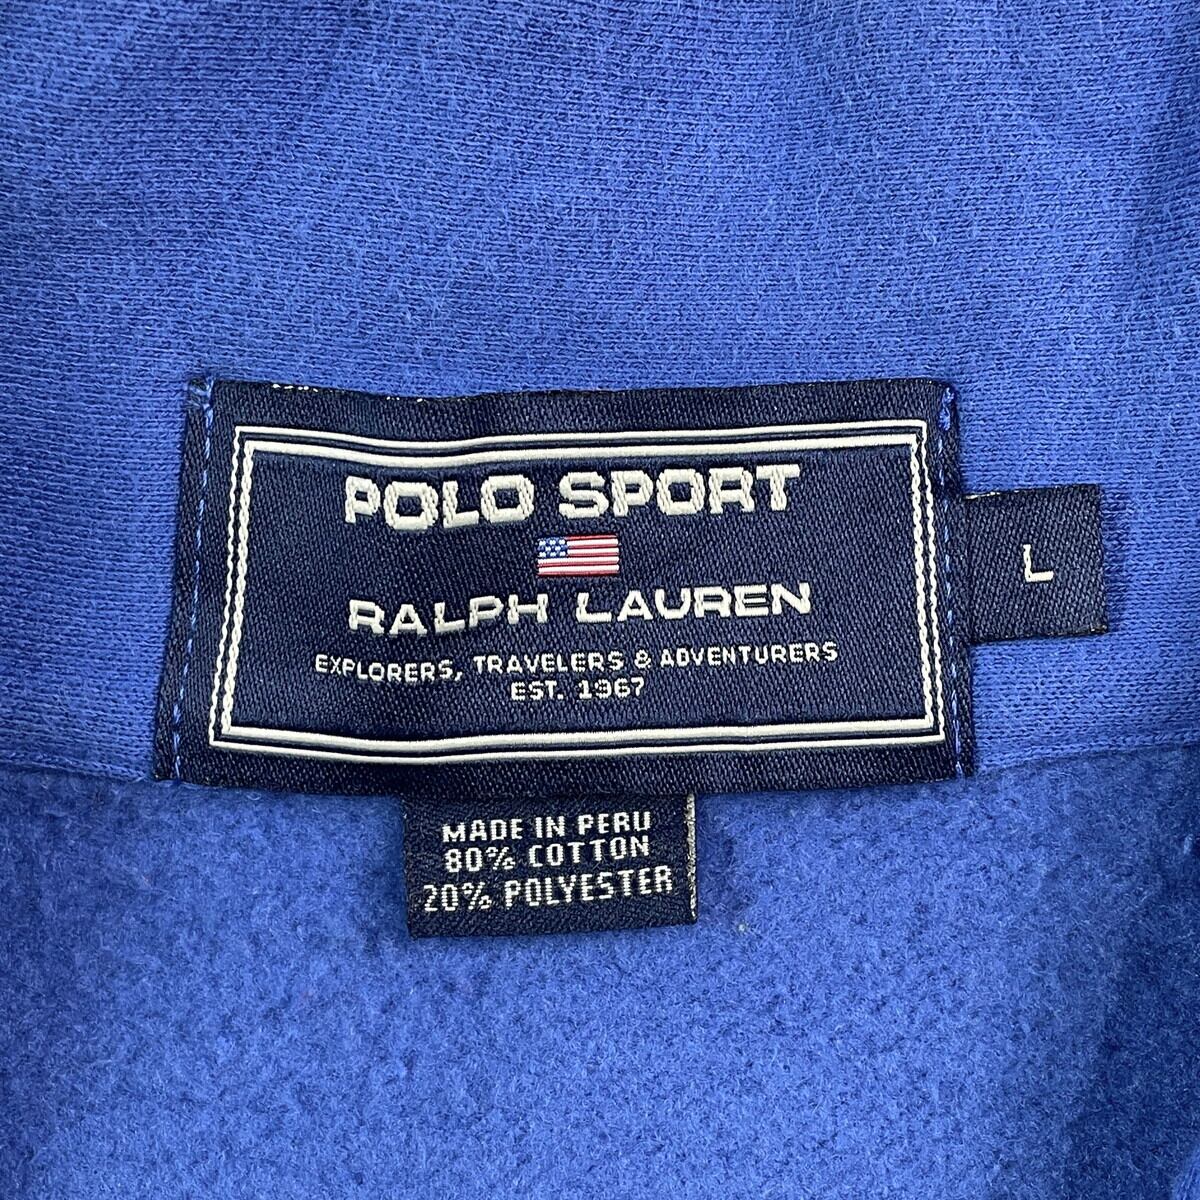 POLO SPORT
RALPH LAUREN
EXPLORERS, TRAVELERS & ADVENTURERS
EST. 1967
L
MADE IN PERU
80% COTTON
20% POLYESTER